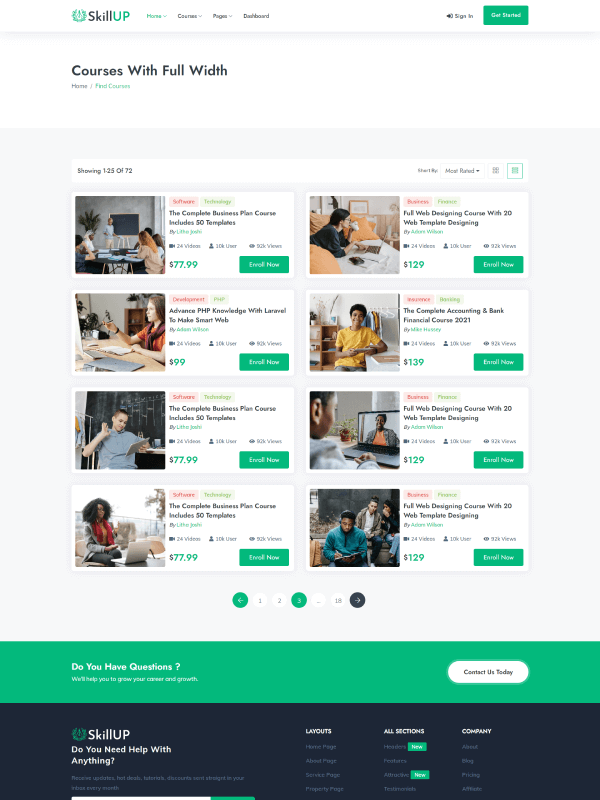 SkillUP
Home Courses Pages Dashboard Sign In Get Started
Courses With Full Width
Home / Find Courses
Showing 1-25 Of 72
Short By: Most Rated
Software Technology
The Complete Business Plan Course
Includes 50 Templates
By Litha Joshi
24 Videos 10k User 92k Views
$77.99 Enroll Now
Business Finance
Full Web Designing Course With 20
Web Template Designing
By Adam Wilson
24 Videos 10k User 92k Views
$129 Enroll Now
Development PHP
Advance PHP Knowledge With Laravel
To Make Smart Web
By Adam Wilson
24 Videos 10k User 92k Views
$99 Enroll Now
Insurance Banking
The Complete Accounting & Bank
Financial Course 2021
By Mike Hussey
24 Videos 10k User 92k Views
$139 Enroll Now
Software Technology
The Complete Business Plan Course
Includes 50 Templates
By Litha Joshi
24 Videos 10k User 92k Views
$77.99 Enroll Now
Business Finance
Full Web Designing Course With 20
Web Template Designing
By Adam Wilson
24 Videos 10k User 92k Views
$129 Enroll Now
Software Technology
The Complete Business Plan Course
Includes 50 Templates
By Litha Joshi
24 Videos 10k User 92k Views
$77.99 Enroll Now
Business Finance
Full Web Designing Course With 20
Web Template Designing
By Adam Wilson
24 Videos 10k User 92k Views
$129 Enroll Now
1 2 3 ... 18
Do You Have Questions ?
We'll help you to grow your career and growth.
Contact Us Today
SkillUP
Do You Need Help With
Anything?
Receive updates, hot deals, tutorials, discounts sent straignt in your
inbox every month
LAYOUTS
Home Page
About Page
Service Page
Property Page
ALL SECTIONS
Headers New
Features
Attractive New
Testimonials
COMPANY
About
Blog
Pricing
Affiliate